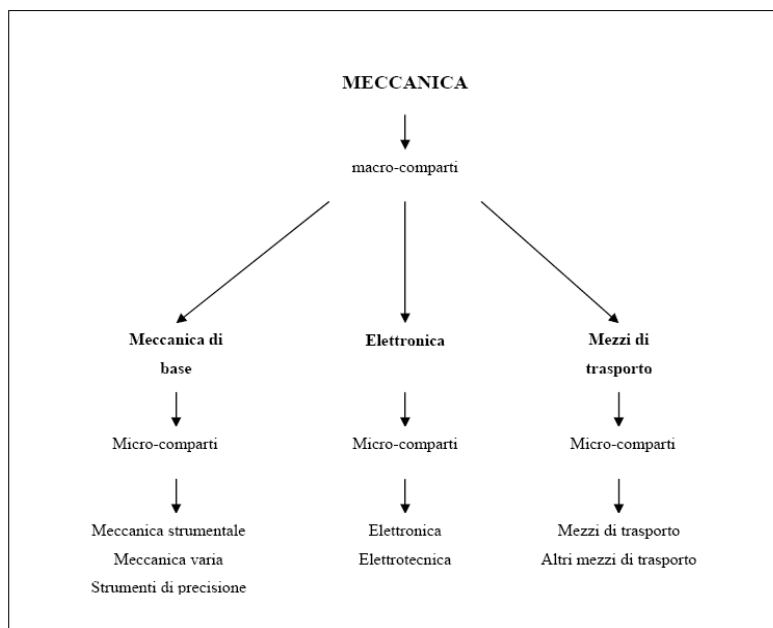 MECCANICA
macro-comparti
Meccanica di
base
Elettronica
Mezzi di
trasporto
Micro-comparti
Micro-comparti
Micro-comparti
Meccanica strumentale
Meccanica varia
Strumenti di precisione
Elettronica
Elettrotecnica
Mezzi di trasporto
Altri mezzi di trasporto